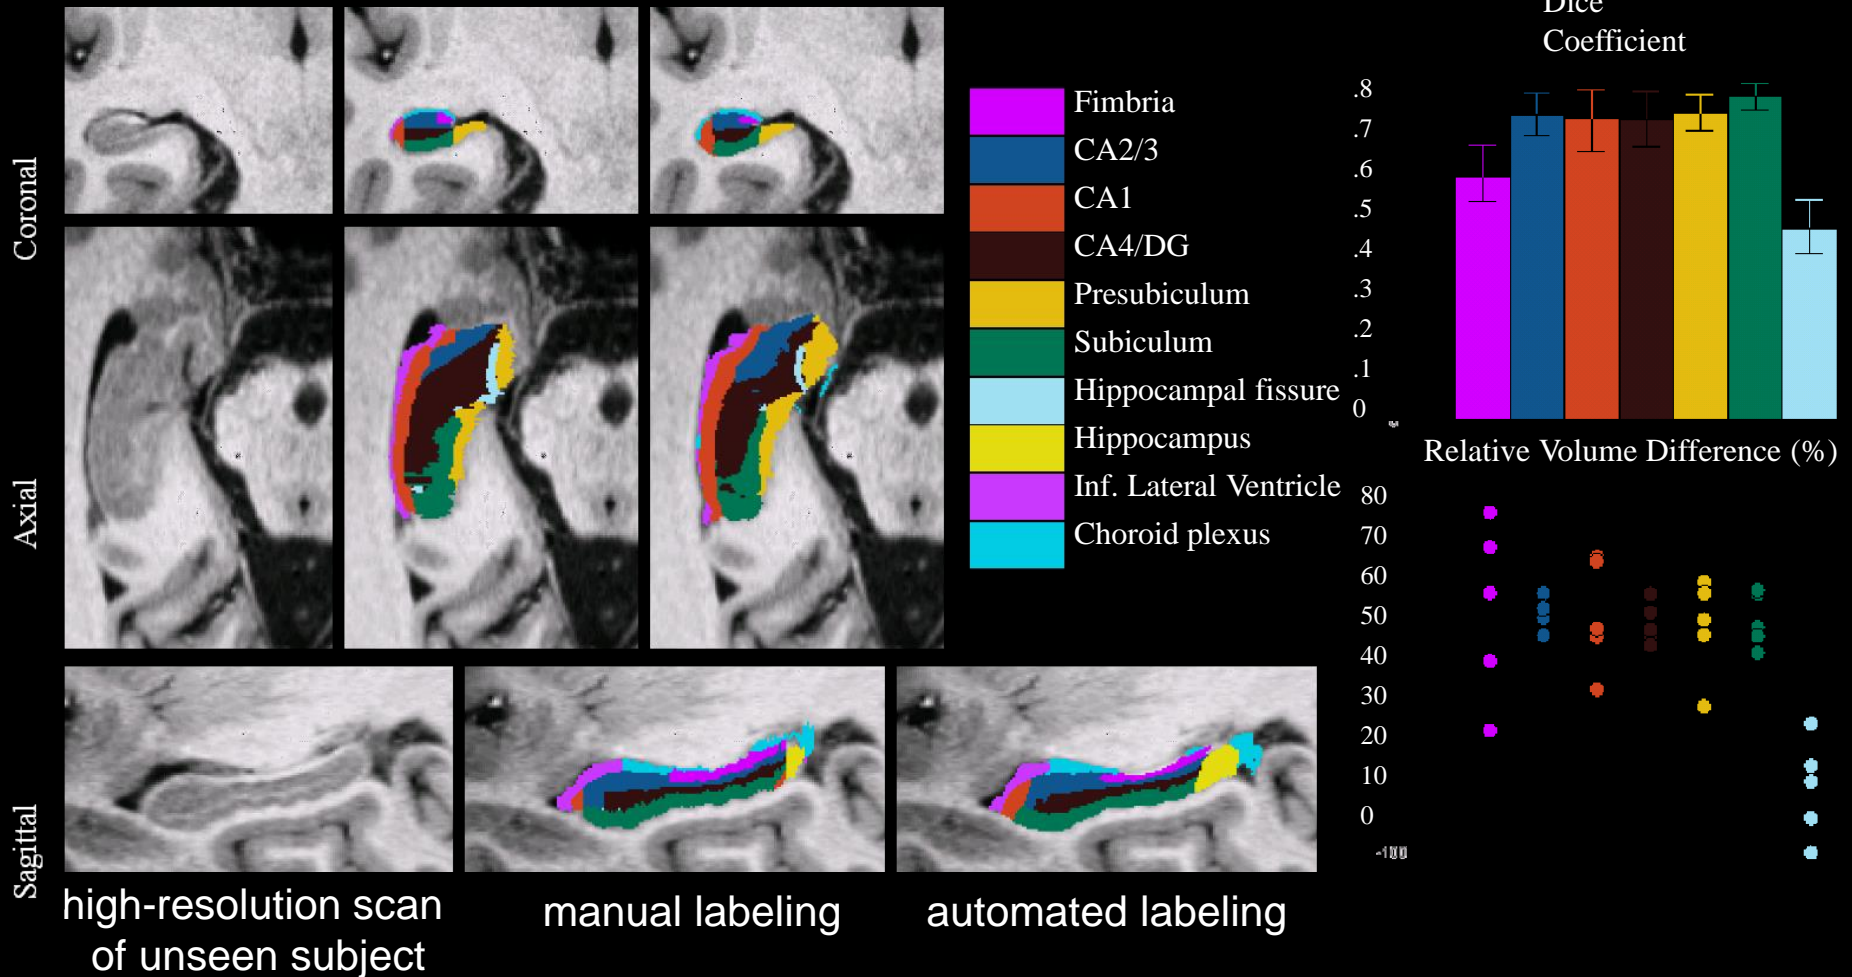 Coronal
Axial
Sagittal
high-resolution scan
of unseen subject
manual labeling
automated labeling
Fimbria
CA2/3
CA1
CA4/DG
Presubiculum
Subiculum
Hippocampal fissure
Hippocampus
Inf. Lateral Ventricle
Choroid plexus
Dice
Coefficient
.8
.7
.6
.5
.4
.3
.2
.1
0
Relative Volume Difference (%)
80
70
60
50
40
30
20
10
0